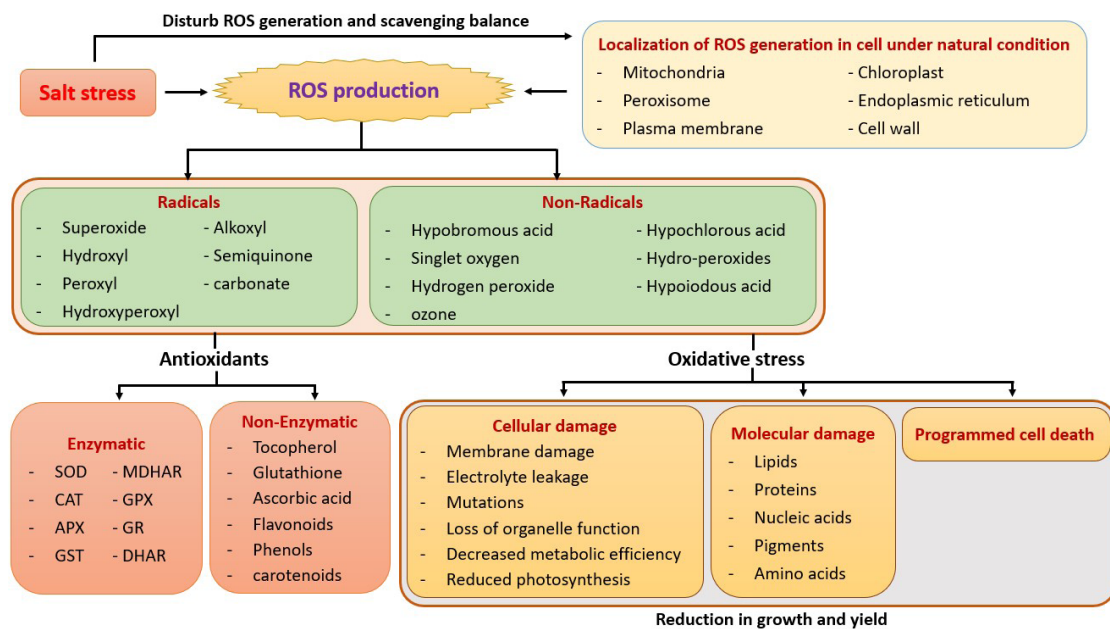 Disturb ROS generation and scavenging balance
Salt stress
ROS production
Localization of ROS generation in cell under natural condition
- Mitochondria
- Peroxisome
- Plasma membrane
- Chloroplast
- Endoplasmic reticulum
- Cell wall
Radicals
- Superoxide
- Hydroxyl
- Peroxyl
- Hydroxyperoxyl
- Alkoxyl
- Semiquinone
- carbonate
Non-Radicals
- Hypobromous acid
- Singlet oxygen
- Hydrogen peroxide
- ozone
- Hypochlorous acid
- Hydro-peroxides
- Hypoiodous acid
Antioxidants
Oxidative stress
Enzymatic
- SOD
- CAT
- APX
- GST
- MDHAR
- GPX
- GR
- DHAR
Non-Enzymatic
- Tocopherol
- Glutathione
- Ascorbic acid
- Flavonoids
- Phenols
- carotenoids
Cellular damage
- Membrane damage
- Electrolyte leakage
- Mutations
- Loss of organelle function
- Decreased metabolic efficiency
- Reduced photosynthesis
Molecular damage
- Lipids
- Proteins
- Nucleic acids
- Pigments
- Amino acids
Programmed cell death
Reduction in growth and yield